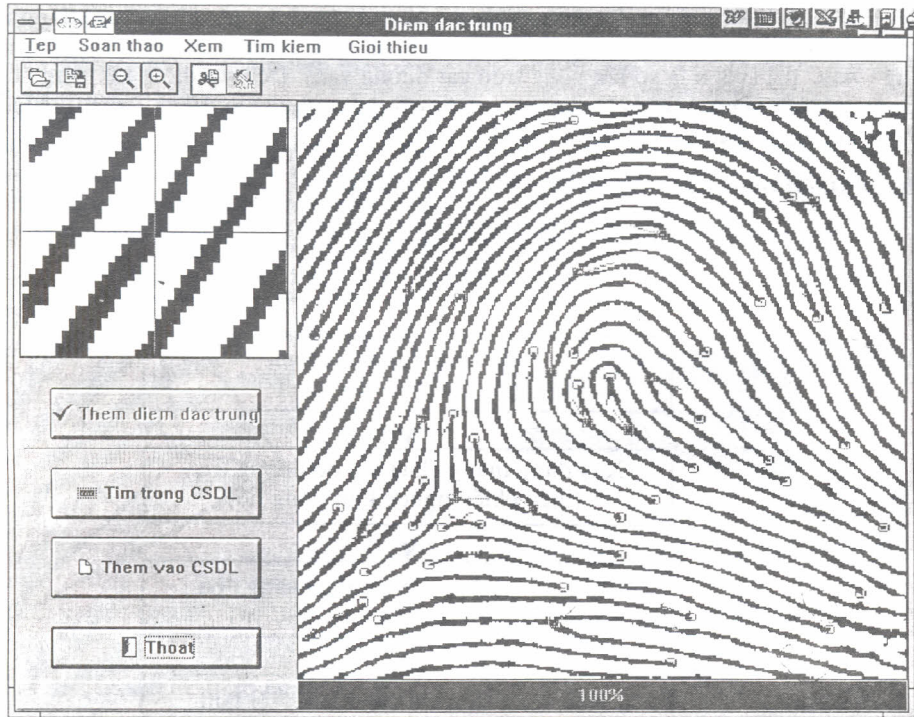 Diem dac trung
Tep Soan thao Xem Tim kiem Gioi thieu
Them diem dac trung
Tim trong CSDL
Them vao CSDL
Thoat
100%